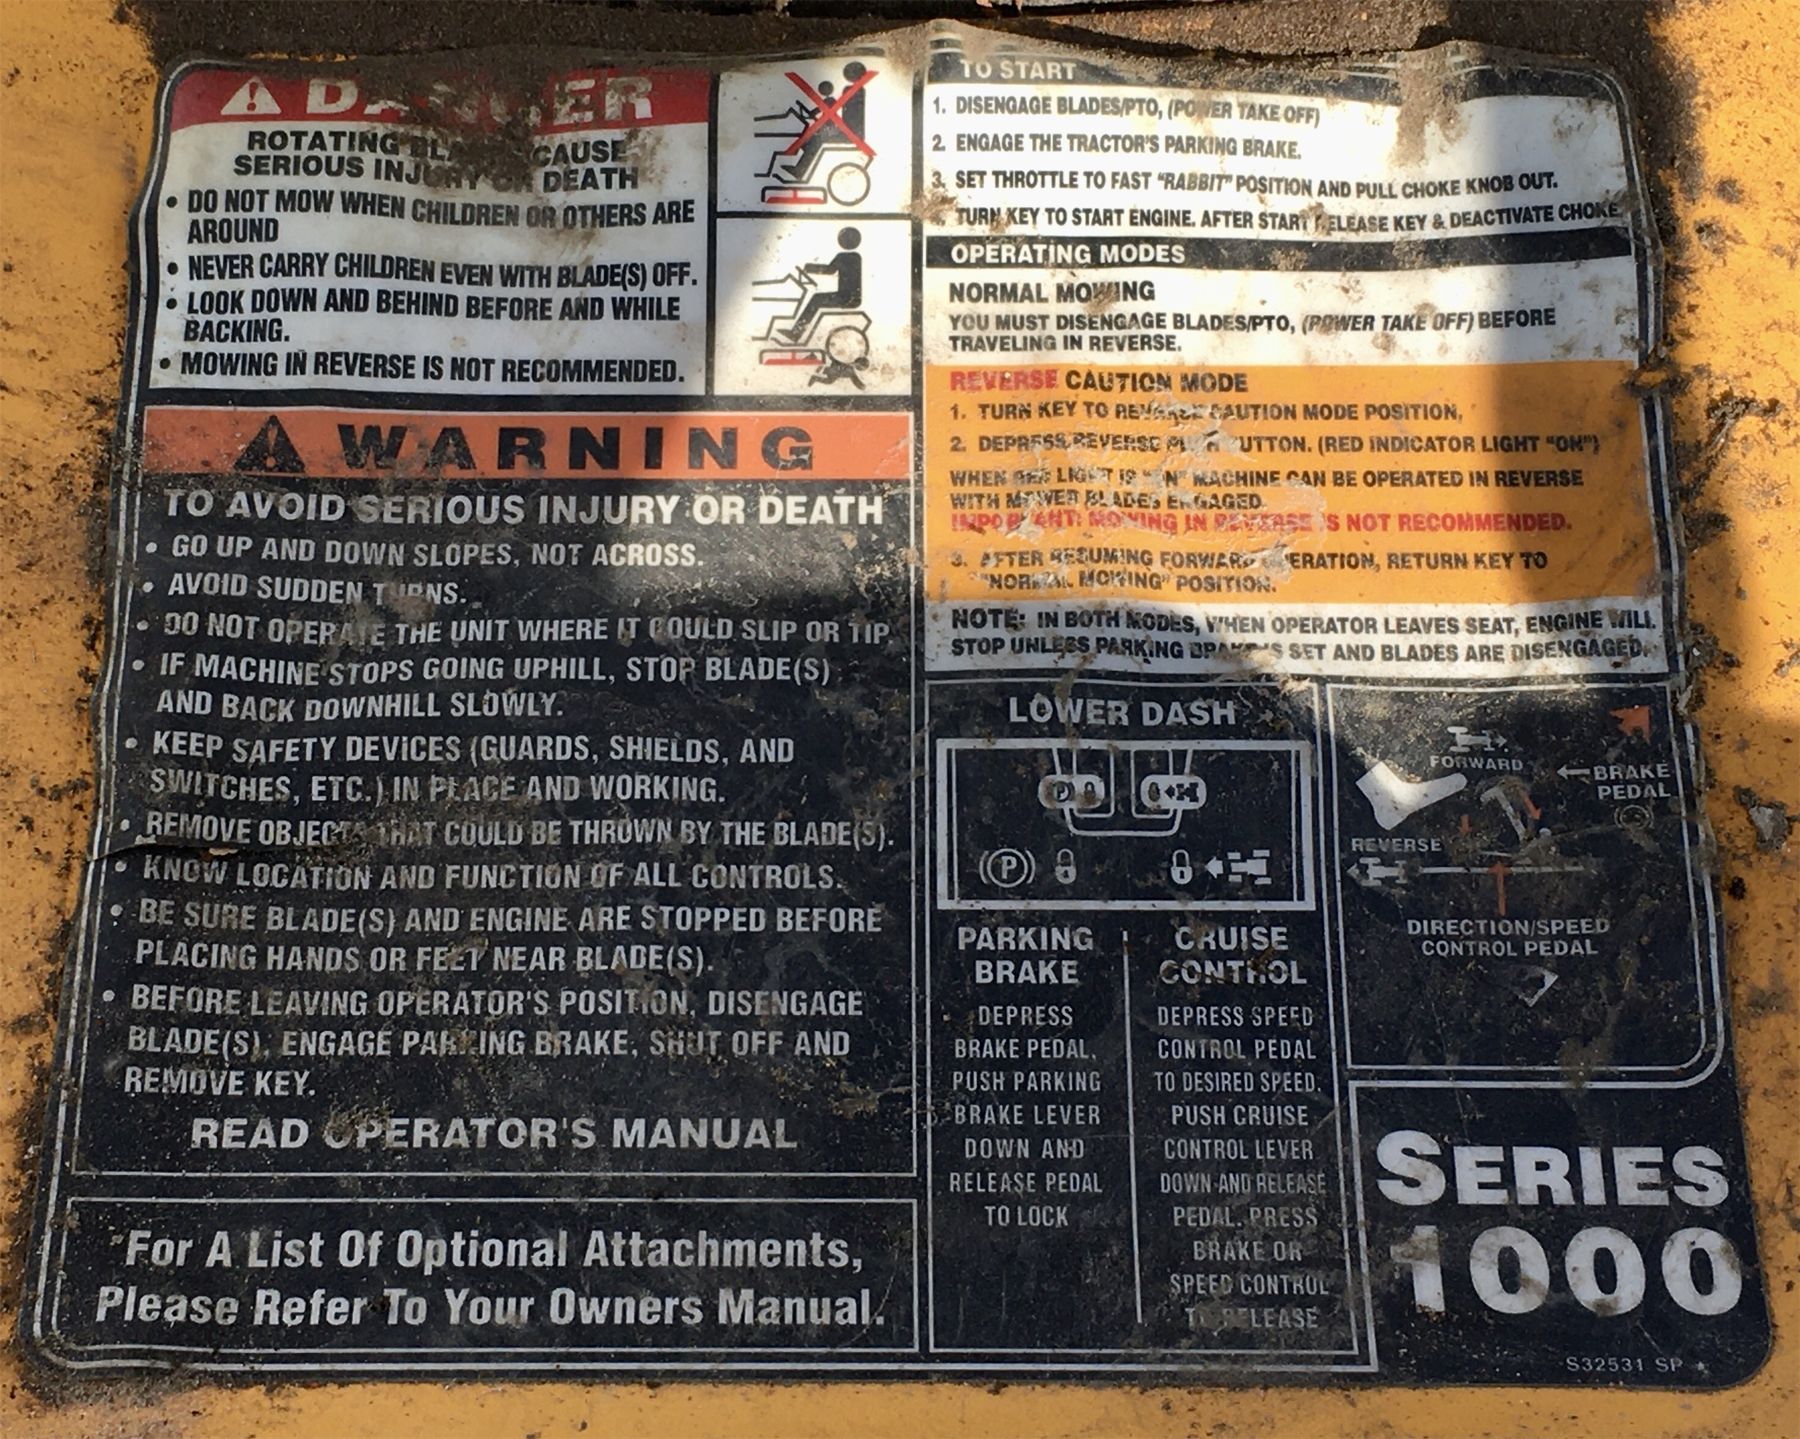 DANGER
ROTATING BLADES CAUSE
SERIOUS INJURY OR DEATH
• DO NOT MOW WHEN CHILDREN OR OTHERS ARE
AROUND
• NEVER CARRY CHILDREN EVEN WITH BLADE(S) OFF.
• LOOK DOWN AND BEHIND BEFORE AND WHILE
BACKING.
• MOWING IN REVERSE IS NOT RECOMMENDED.
WARNING
TO AVOID SERIOUS INJURY OR DEATH
• GO UP AND DOWN SLOPES, NOT ACROSS.
• AVOID SUDDEN TURNS.
• DO NOT OPERATE THE UNIT WHERE IT COULD SLIP OR TIP.
• IF MACHINE STOPS GOING UPHILL, STOP BLADE(S)
AND BACK DOWNHILL SLOWLY.
• KEEP SAFETY DEVICES (GUARDS, SHIELDS, AND
SWITCHES, ETC.) IN PLACE AND WORKING.
• REMOVE OBJECTS THAT COULD BE THROWN BY THE BLADE(S).
• KNOW LOCATION AND FUNCTION OF ALL CONTROLS.
• BE SURE BLADE(S) AND ENGINE ARE STOPPED BEFORE
PLACING HANDS OR FEET NEAR BLADE(S).
• BEFORE LEAVING OPERATOR'S POSITION, DISENGAGE
BLADE(S), ENGAGE PARKING BRAKE, SHUT OFF AND
REMOVE KEY.
READ OPERATOR'S MANUAL
For A List Of Optional Attachments,
Please Refer To Your Owners Manual.
TO START
1. DISENGAGE BLADES/PTO, (POWER TAKE OFF)
2. ENGAGE THE TRACTOR'S PARKING BRAKE.
3. SET THROTTLE TO FAST "RABBIT" POSITION AND PULL CHOKE KNOB OUT.
4. TURN KEY TO START ENGINE. AFTER START RELEASE KEY & DEACTIVATE CHOKE
OPERATING MODES
NORMAL MOWING
YOU MUST DISENGAGE BLADES/PTO, (POWER TAKE OFF) BEFORE
TRAVELING IN REVERSE.
REVERSE CAUTION MODE
1. TURN KEY TO REVERSE CAUTION MODE POSITION,
2. DEPRESS REVERSE PUSH BUTTON. (RED INDICATOR LIGHT "ON")
WHEN RED LIGHT IS "ON" MACHINE CAN BE OPERATED IN REVERSE
WITH MOWER BLADES ENGAGED.
IMPORTANT: MOWING IN REVERSE IS NOT RECOMMENDED.
3. AFTER RESUMING FORWARD OPERATION, RETURN KEY TO
"NORMAL MOWING" POSITION.
NOTE: IN BOTH MODES, WHEN OPERATOR LEAVES SEAT, ENGINE WILL
STOP UNLESS PARKING BRAKE IS SET AND BLADES ARE DISENGAGED.
LOWER DASH
(P)
PARKING
BRAKE
DEPRESS
BRAKE PEDAL,
PUSH PARKING
BRAKE LEVER
DOWN AND
RELEASE PEDAL
TO LOCK
CRUISE
CONTROL
DEPRESS SPEED
CONTROL PEDAL
TO DESIRED SPEED.
PUSH CRUISE
CONTROL LEVER
DOWN AND RELEASE
PEDAL. PRESS
BRAKE OR
SPEED CONTROL
TO RELEASE
FORWARD
BRAKE
PEDAL
REVERSE
DIRECTION/SPEED
CONTROL PEDAL
SERIES
1000
S32531 SP